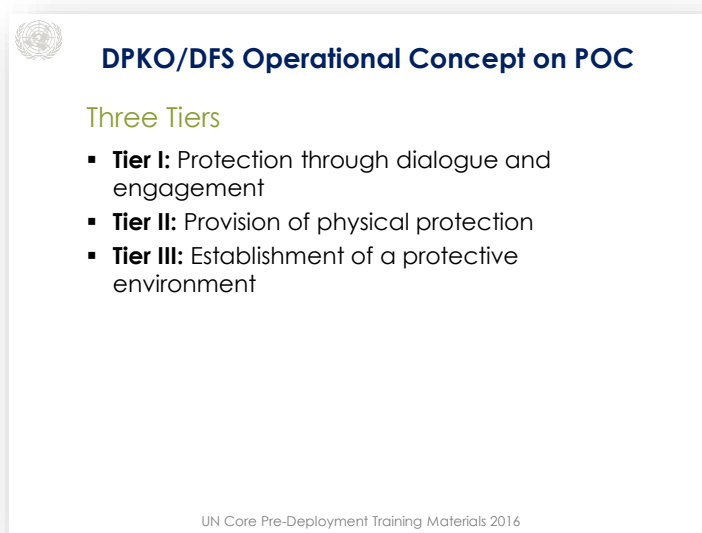 DPKO/DFS Operational Concept on POC
Three Tiers
▪ Tier I: Protection through dialogue and
engagement
▪ Tier II: Provision of physical protection
▪ Tier III: Establishment of a protective
environment
UN Core Pre-Deployment Training Materials 2016